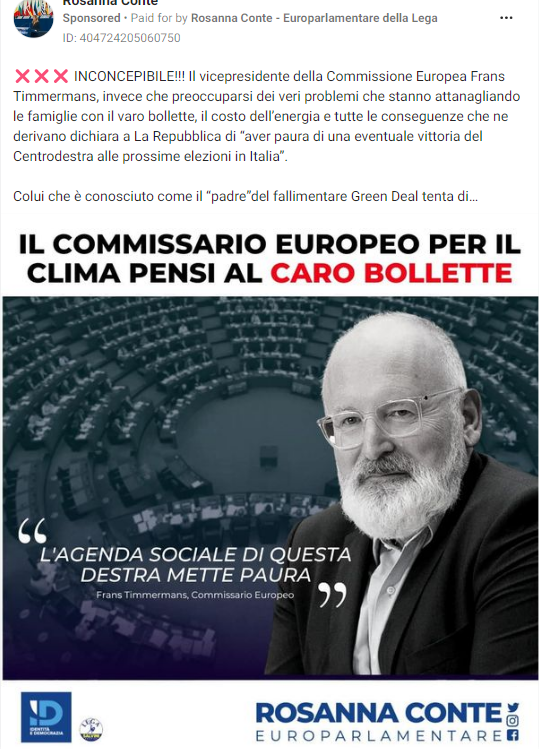 Rosanna Conte
Sponsored • Paid for by Rosanna Conte - Europarlamentare della Lega
ID: 404724205060750
❌❌❌ INCONCEPIBILE!!! Il vicepresidente della Commissione Europea Frans
Timmermans, invece che preoccuparsi dei veri problemi che stanno attanagliando
le famiglie con il varo bollette, il costo dell'energia e tutte le conseguenze che ne
derivano dichiara a La Repubblica di “aver paura di una eventuale vittoria del
Centrodestra alle prossime elezioni in Italia”.
Colui che è conosciuto come il “padre”del fallimentare Green Deal tenta di...
IL COMMISSARIO EUROPEO PER IL
CLIMA PENSI AL CARO BOLLETTE
“L'AGENDA SOCIALE DI QUESTA
DESTRA METTE PAURA”
Frans Timmermans, Commissario Europeo
ID
IDENTITÀ E DEMOCRAZIA
LEGA
SALVINI
ROSANNA CONTE
EUROPARLAMENTARE